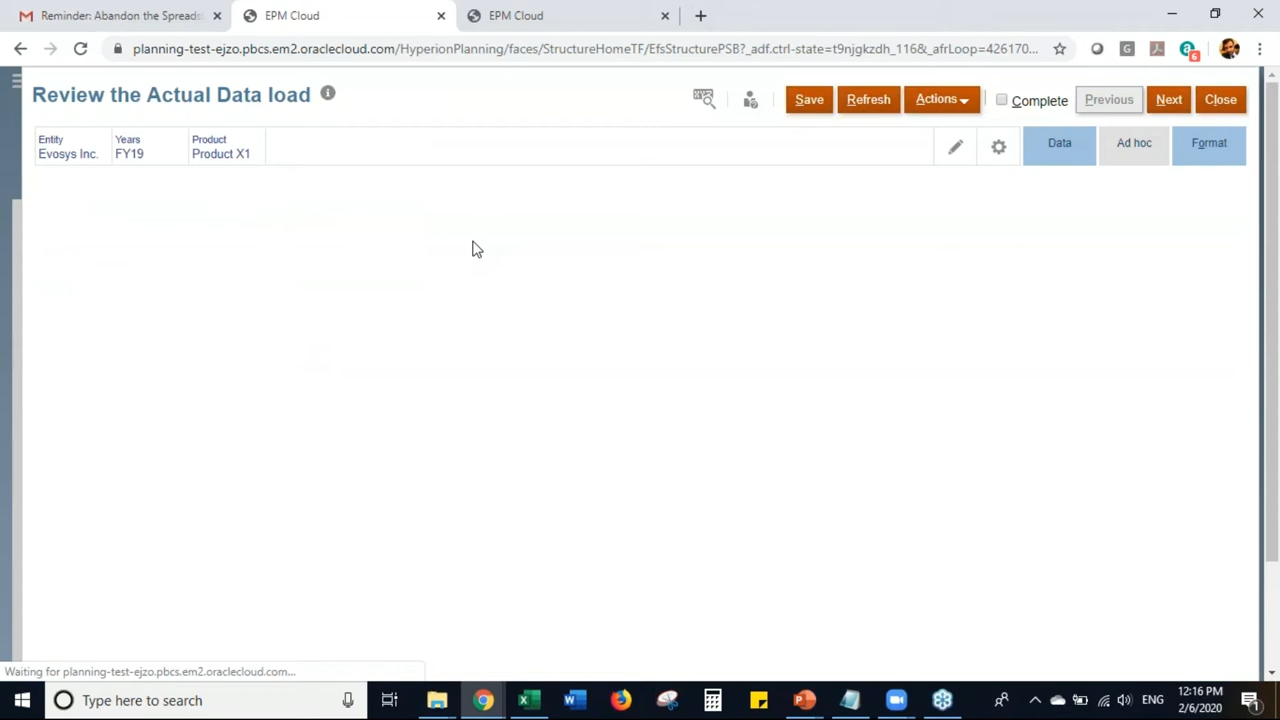 Reminder: Abandon the Spreads
EPM Cloud
EPM Cloud
planning-test-ejzo.pbcs.em2.oraclecloud.com/HyperionPlanning/faces/StructureHomeTF/EfsStructurePSB?_adf.ctrl-state=t9njgkzdh_116&_afrLoop=426170...
6
Review the Actual Data load
Save
Refresh
Actions
Complete
Previous
Next
Close
Entity
Evosys Inc.
Years
FY19
Product
Product X1
Data
Ad hoc
Format
Waiting for planning-test-ejzo.pbcs.em2.oraclecloud.com...
Type here to search
ENG
12:16 PM
2/6/2020
1